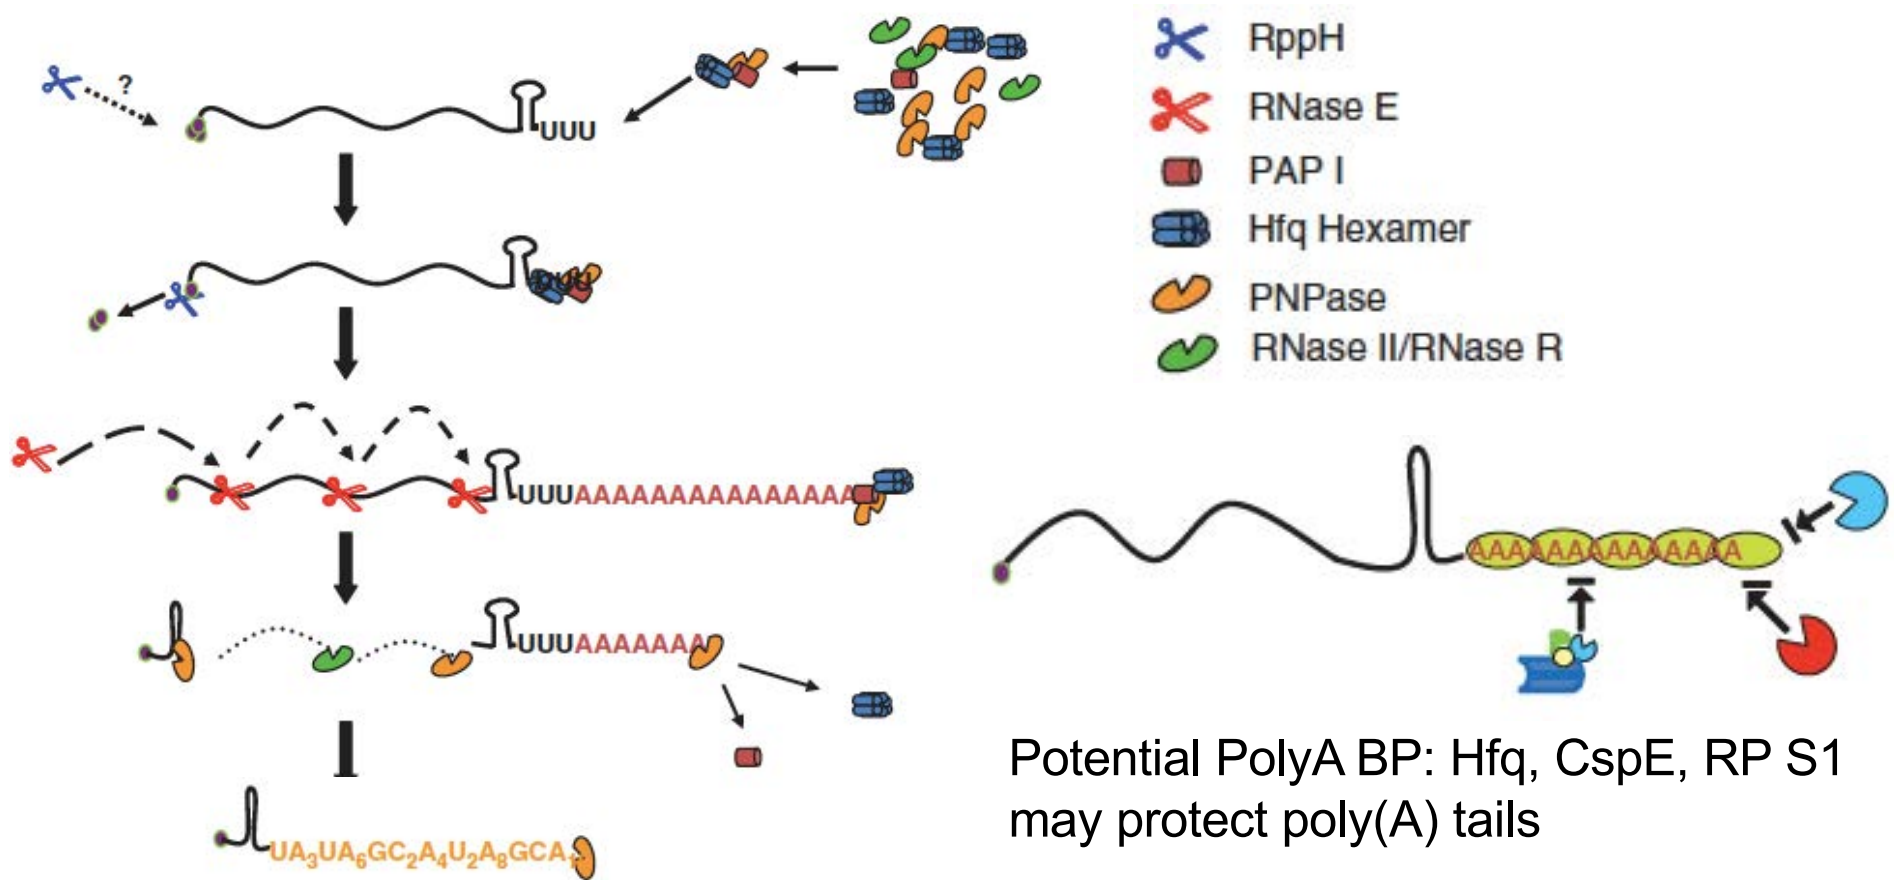 ?
UUU
RppH
RNase E
PAP I
Hfq Hexamer
PNPase
RNase II/RNase R
UUUAAAAAAAAAAAAAAA
UUUAAAAAAA
UA₃UA₆GC₂A₄U₂A₈GCA
AAAAAAAAAAAAA
Potential PolyA BP: Hfq, CspE, RP S1
may protect poly(A) tails